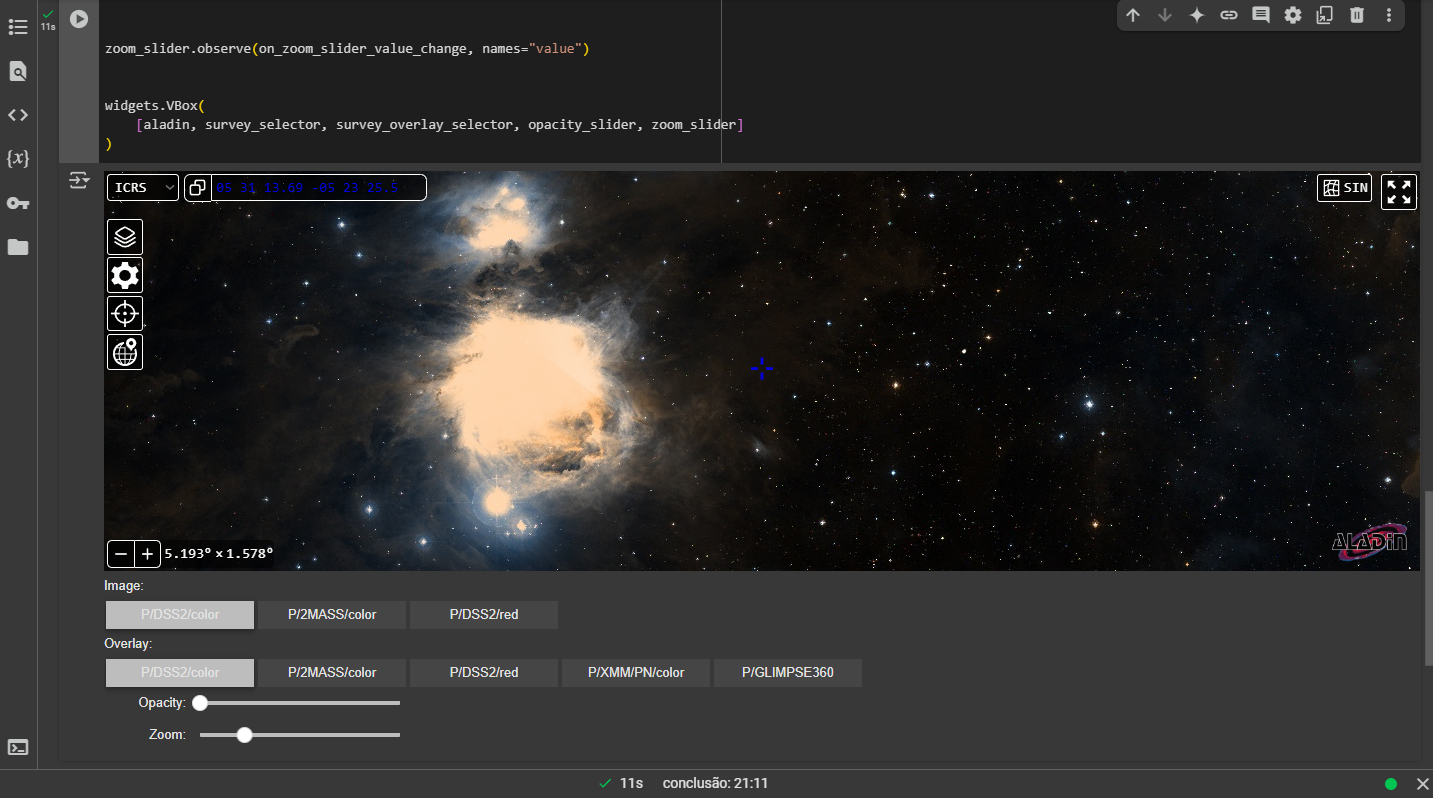 11s
zoom_slider.observe(on_zoom_slider_value_change, names="value")
widgets.VBox(
[aladin, survey_selector, survey_overlay_selector, opacity_slider, zoom_slider]
)
{x}
ICRS
05 31 13.69 -05 23 25.5
SIN
5.193° × 1.578°
ALADIN
Image:
P/DSS2/color P/2MASS/color P/DSS2/red
Overlay:
P/DSS2/color P/2MASS/color P/DSS2/red P/XMM/PN/color P/GLIMPSE360
Opacity:
Zoom:
11s conclusão: 21:11